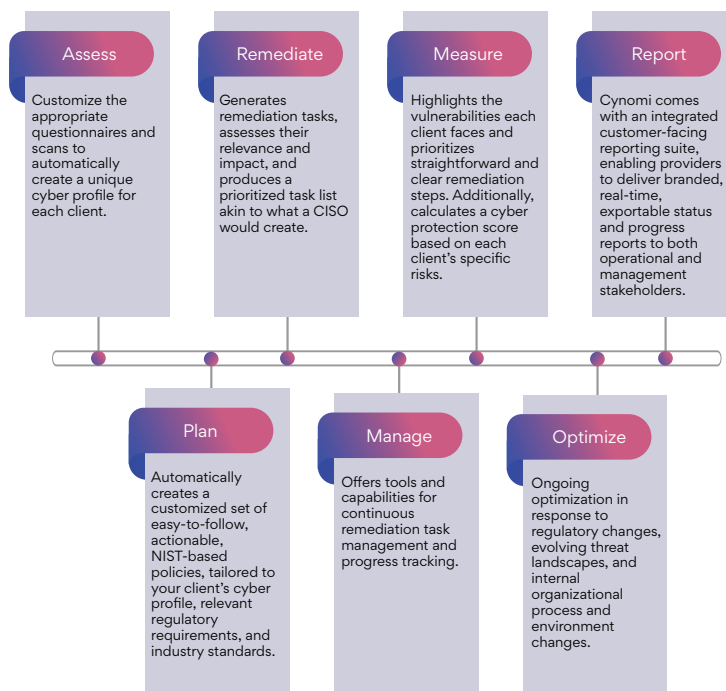 Assess
Customize the
appropriate
questionnaires and
scans to
automatically
create a unique
cyber profile for
each client.
Remediate
Generates
remediation tasks,
assesses their
relevance and
impact, and
produces a
prioritized task list
akin to what a CISO
would create.
Measure
Highlights the
vulnerabilities each
client faces and
prioritizes
straightforward and
clear remediation
steps. Additionally,
calculates a cyber
protection score
based on each
client's specific
risks.
Report
Cynomi comes
with an integrated
customer-facing
reporting suite,
enabling providers
to deliver branded,
real-time,
exportable status
and progress
reports to both
operational and
management
stakeholders.
Plan
Automatically
creates a
customized set of
easy-to-follow,
actionable,
NIST-based
policies, tailored to
your client's cyber
profile, relevant
regulatory
requirements, and
industry standards.
Manage
Offers tools and
capabilities for
continuous
remediation task
management and
progress tracking.
Optimize
Ongoing
optimization in
response to
regulatory changes,
evolving threat
landscapes, and
internal
organizational
process and
environment
changes.